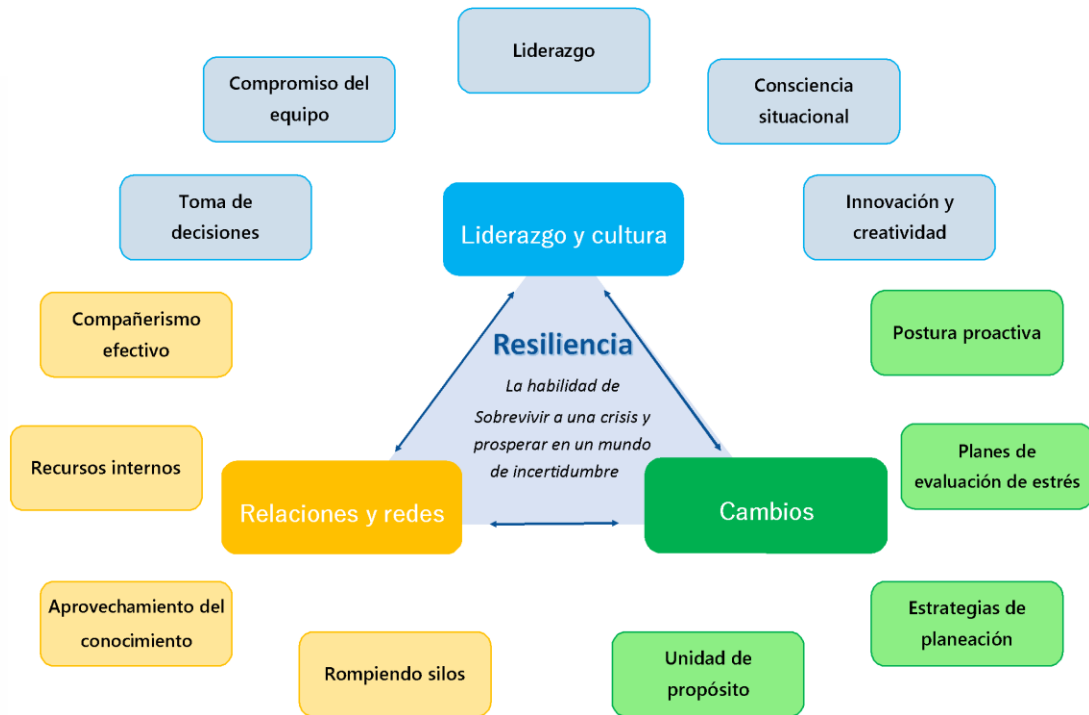 Liderazgo
Compromiso del
equipo
Consciencia
situacional
Toma de
decisiones
Innovación y
creatividad
Liderazgo y cultura
Compañerismo
efectivo
Postura proactiva
Resiliencia
La habilidad de
Sobrevivir a una crisis y
prosperar en un mundo
de incertidumbre
Recursos internos
Planes de
evaluación de estrés
Relaciones y redes
Cambios
Aprovechamiento del
conocimiento
Estrategias de
planeación
Rompiendo silos
Unidad de
propósito